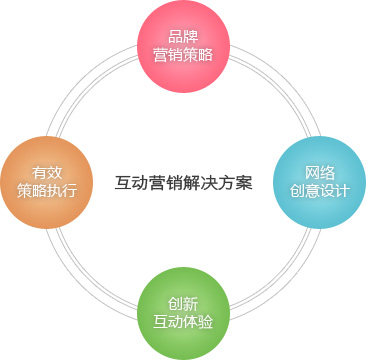 品牌
营销策略
有效
策略执行
互动营销解决方案
网络
创意设计
创新
互动体验